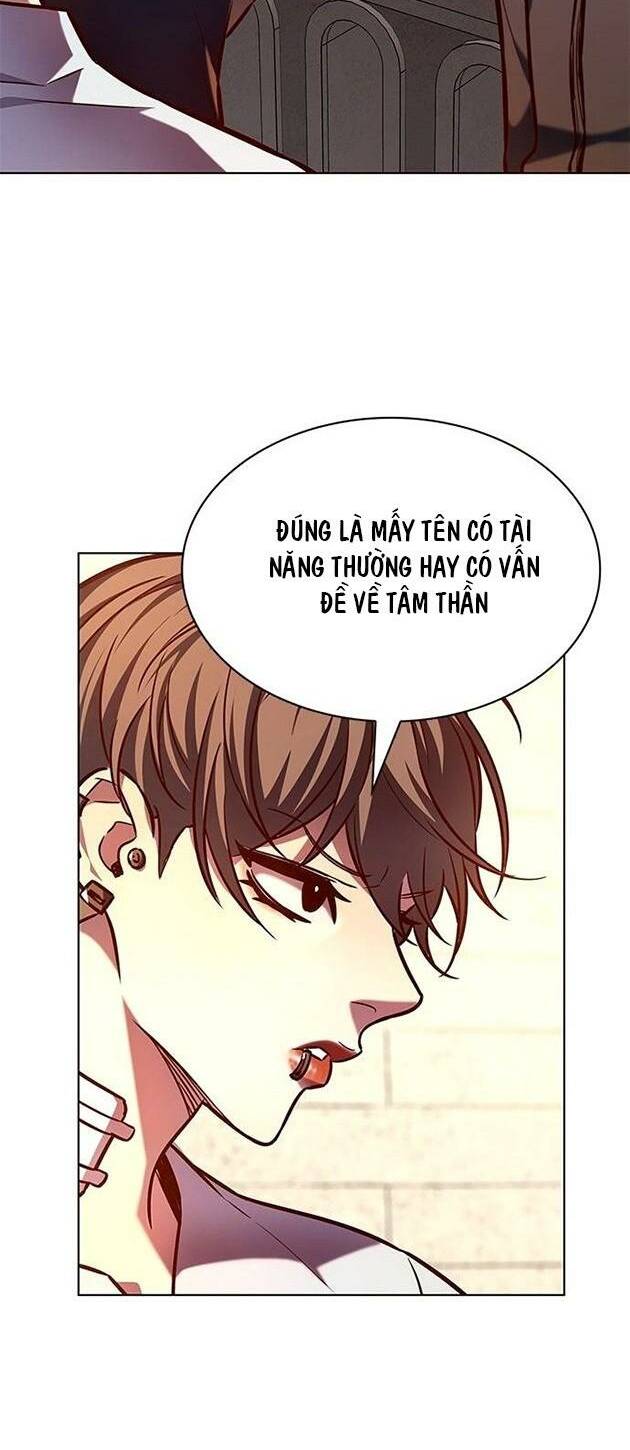 ĐÚNG LÀ MẤY TÊN CÓ TÀI
NĂNG THƯỜNG HAY CÓ VẤN
ĐỀ VỀ TÂM THẦN